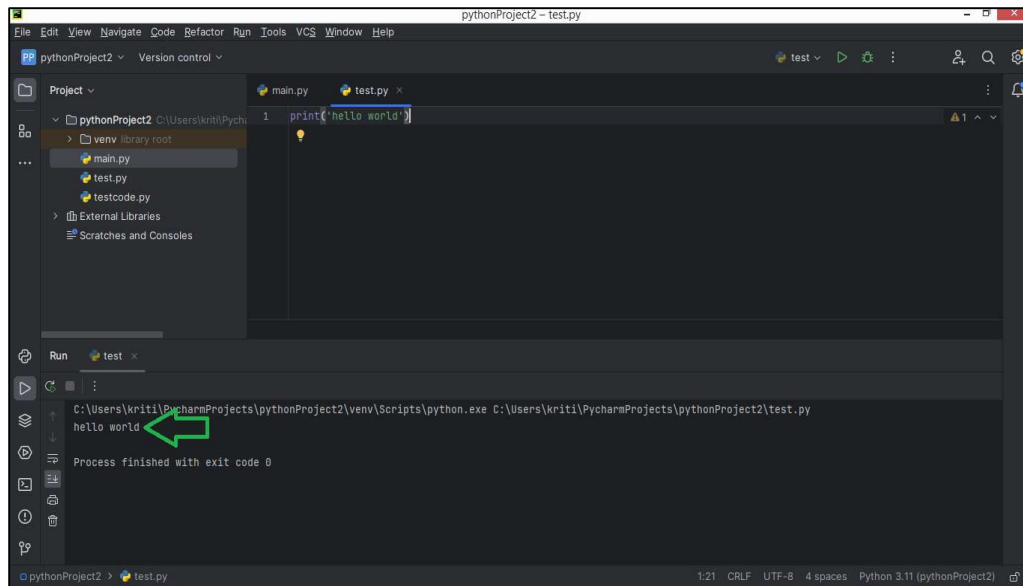 pythonProject2 – test.py
File Edit View Navigate Code Refactor Run Tools VCS Window Help
PP pythonProject2 Version control test
Project main.py test.py
pythonProject2 C:\Users\kriti\Pych
1 print('hello world')
1
venv library root
main.py
test.py
testcode.py
External Libraries
Scratches and Consoles
Run test
C:\Users\kriti\PycharmProjects\pythonProject2\venv\Scripts\python.exe C:\Users\kriti\PycharmProjects\pythonProject2\test.py
hello world
Process finished with exit code 0
pythonProject2 > test.py 1:21 CRLF UTF-8 4 spaces Python 3.11 (pythonProject2)